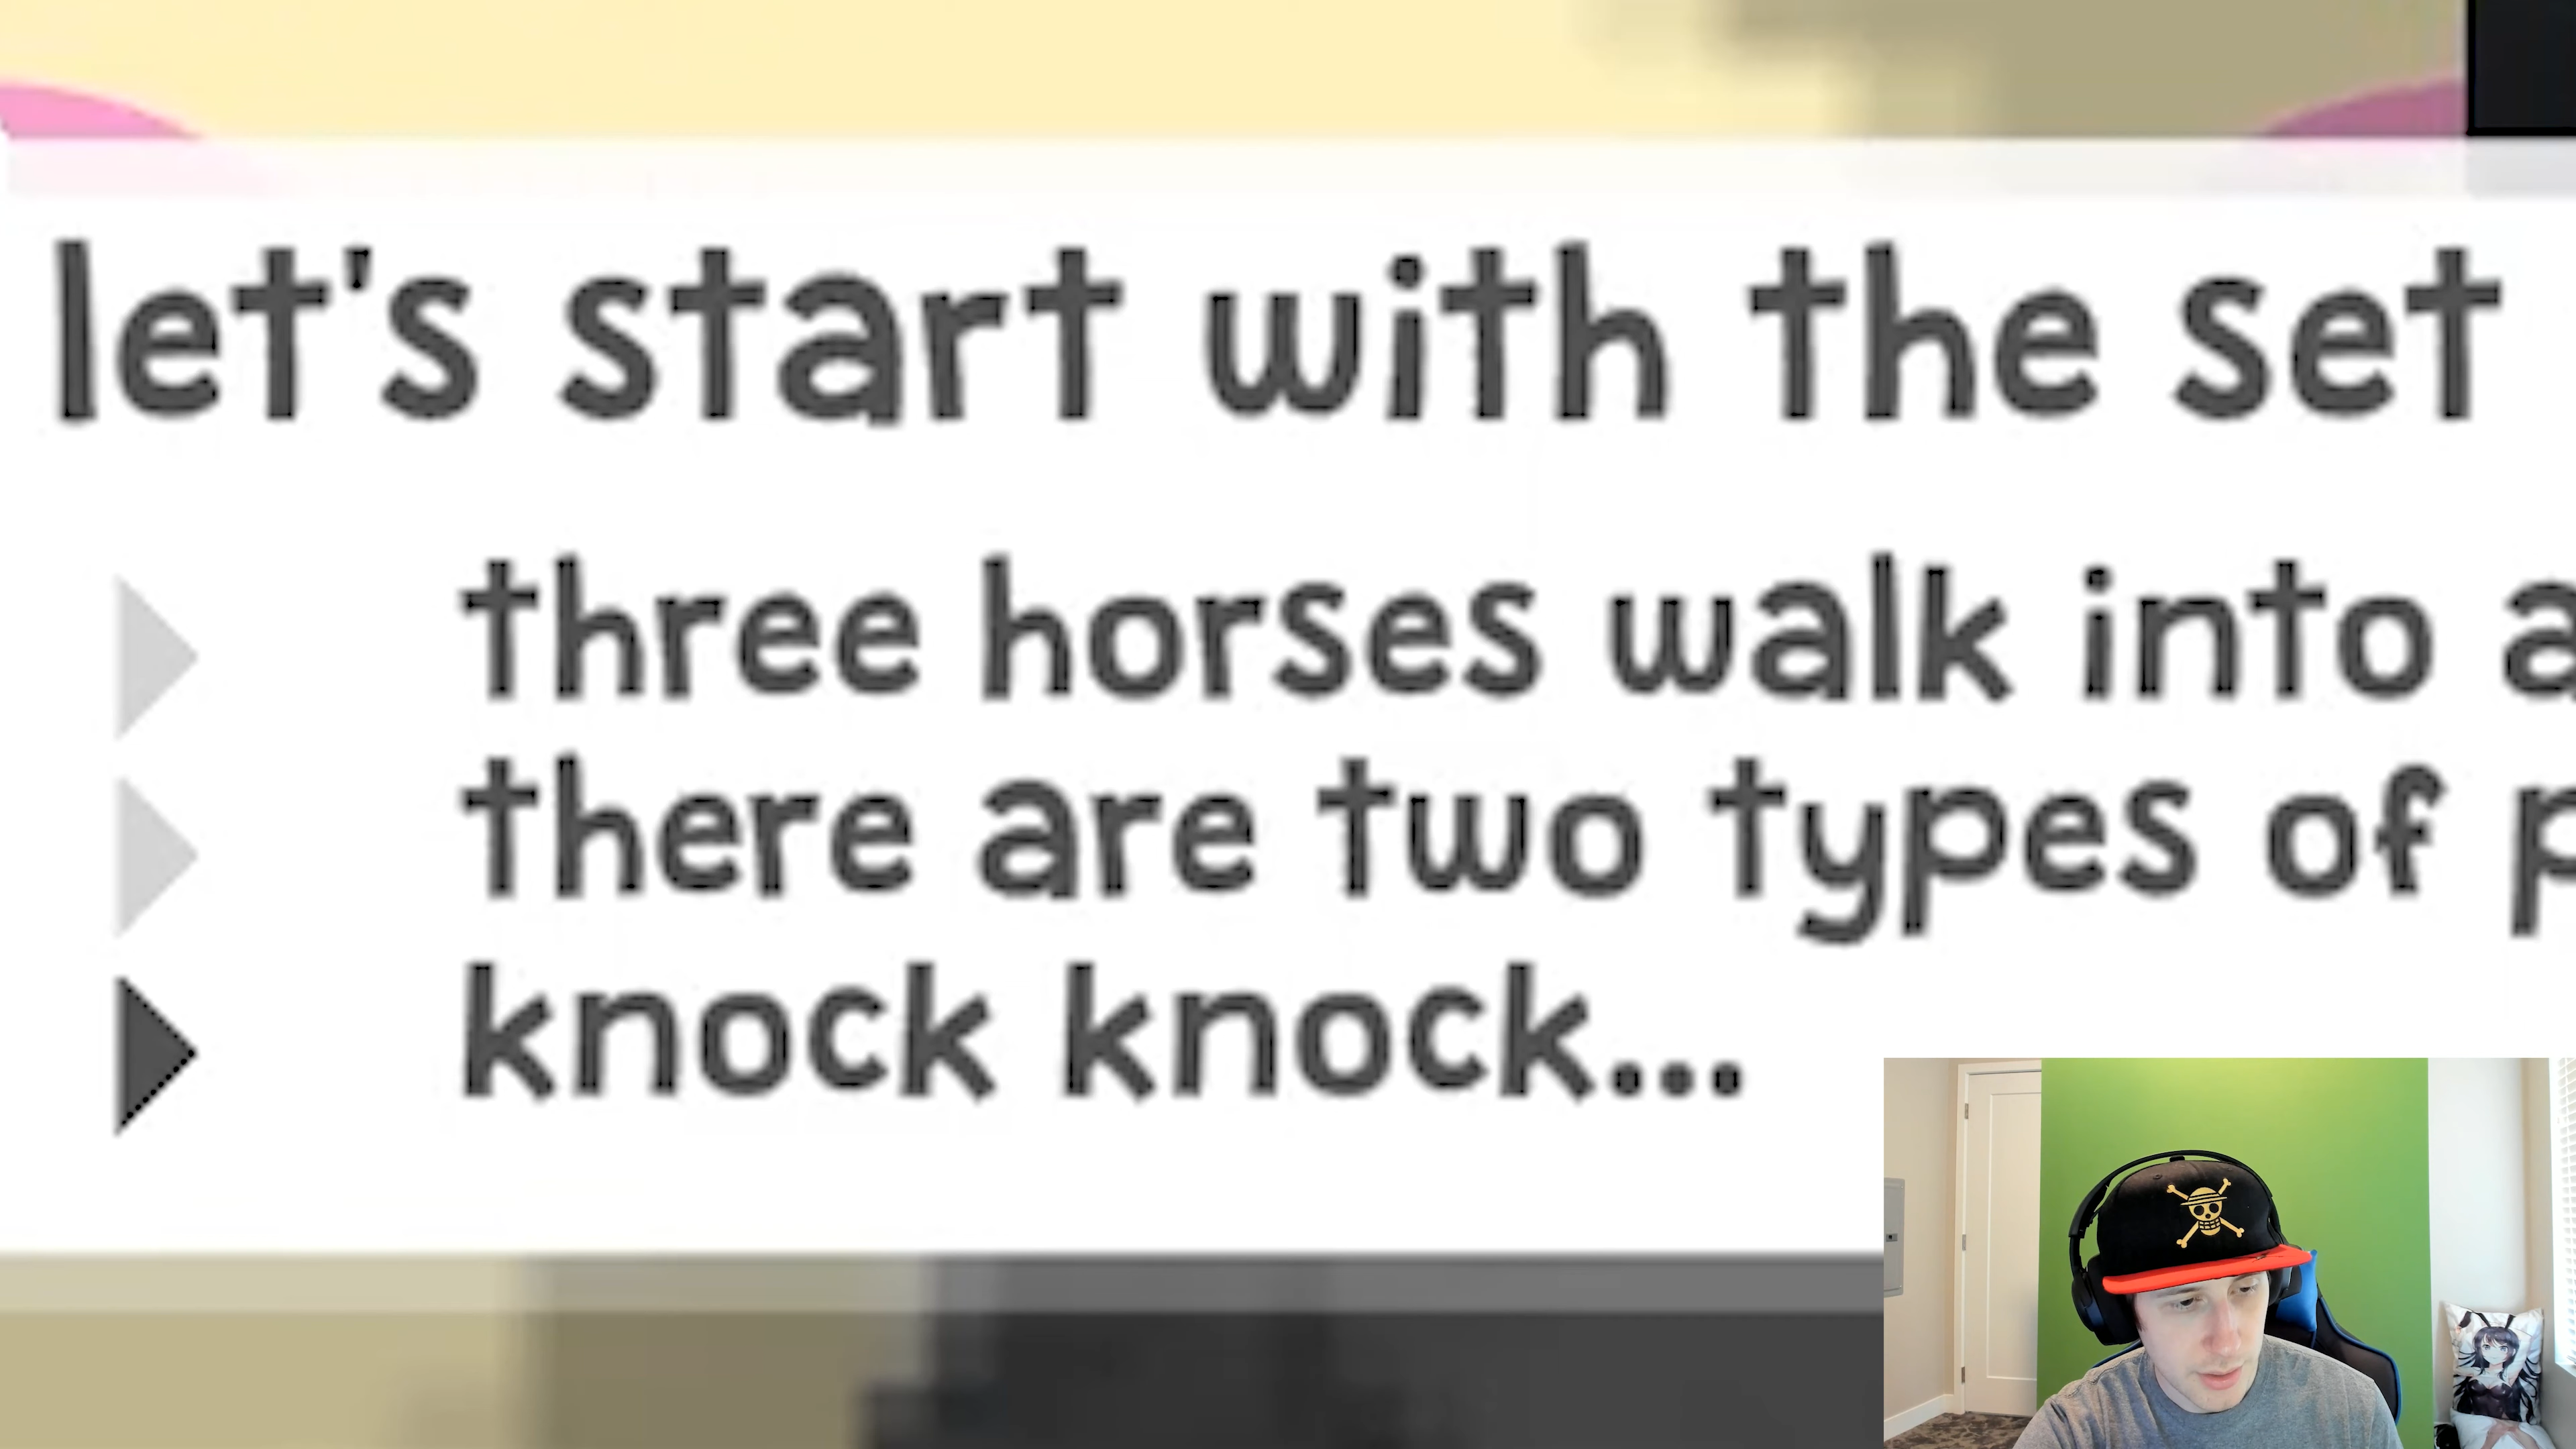 let's start with the set
three horses walk into
there are two types of
knock knock...